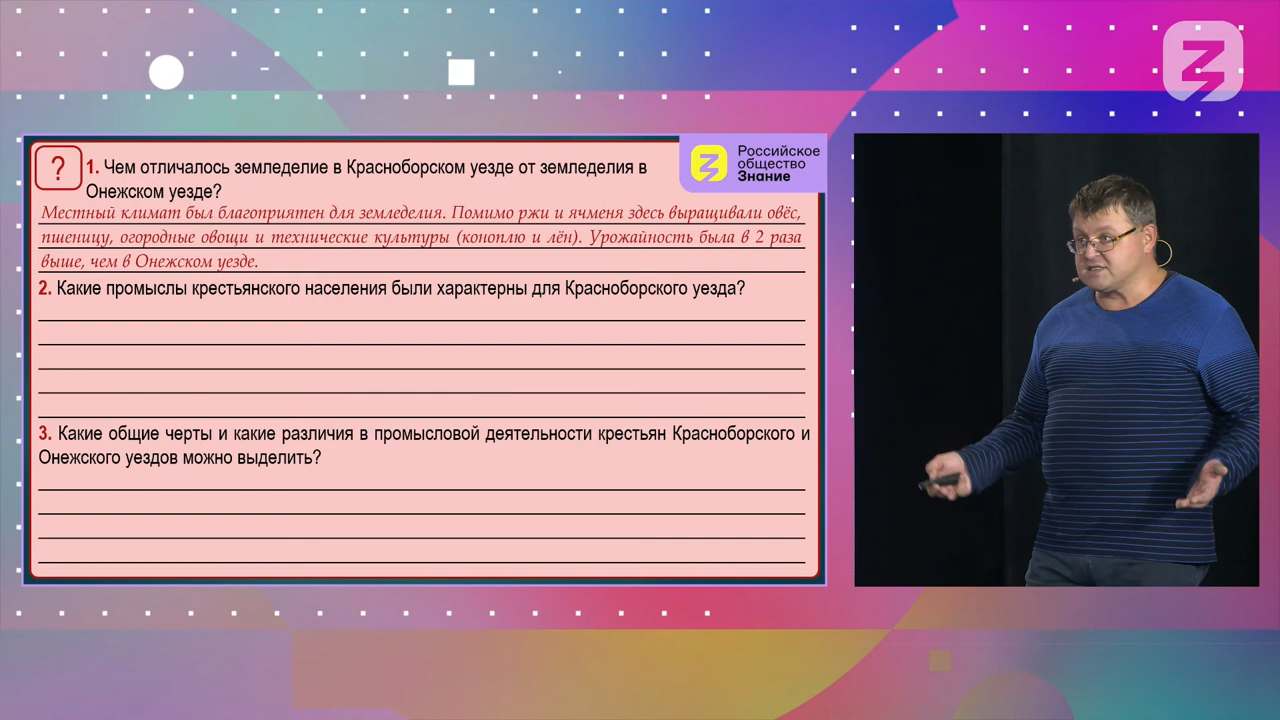 ?
1. Чем отличалось земледелие в Красноборском уезде от земледелия в
Онежском уезде?
Местный климат был благоприятен для земледелия. Помимо ржи и ячменя здесь выращивали овёс,
пшеницу, огородные овощи и технические культуры (коноплю и лён). Урожайность была в 2 раза
выше, чем в Онежском уезде.
2. Какие промыслы крестьянского населения были характерны для Красноборского уезда?
3. Какие общие черты и какие различия в промысловой деятельности крестьян Красноборского и
Онежского уездов можно выделить?
Российское
общество
Знание